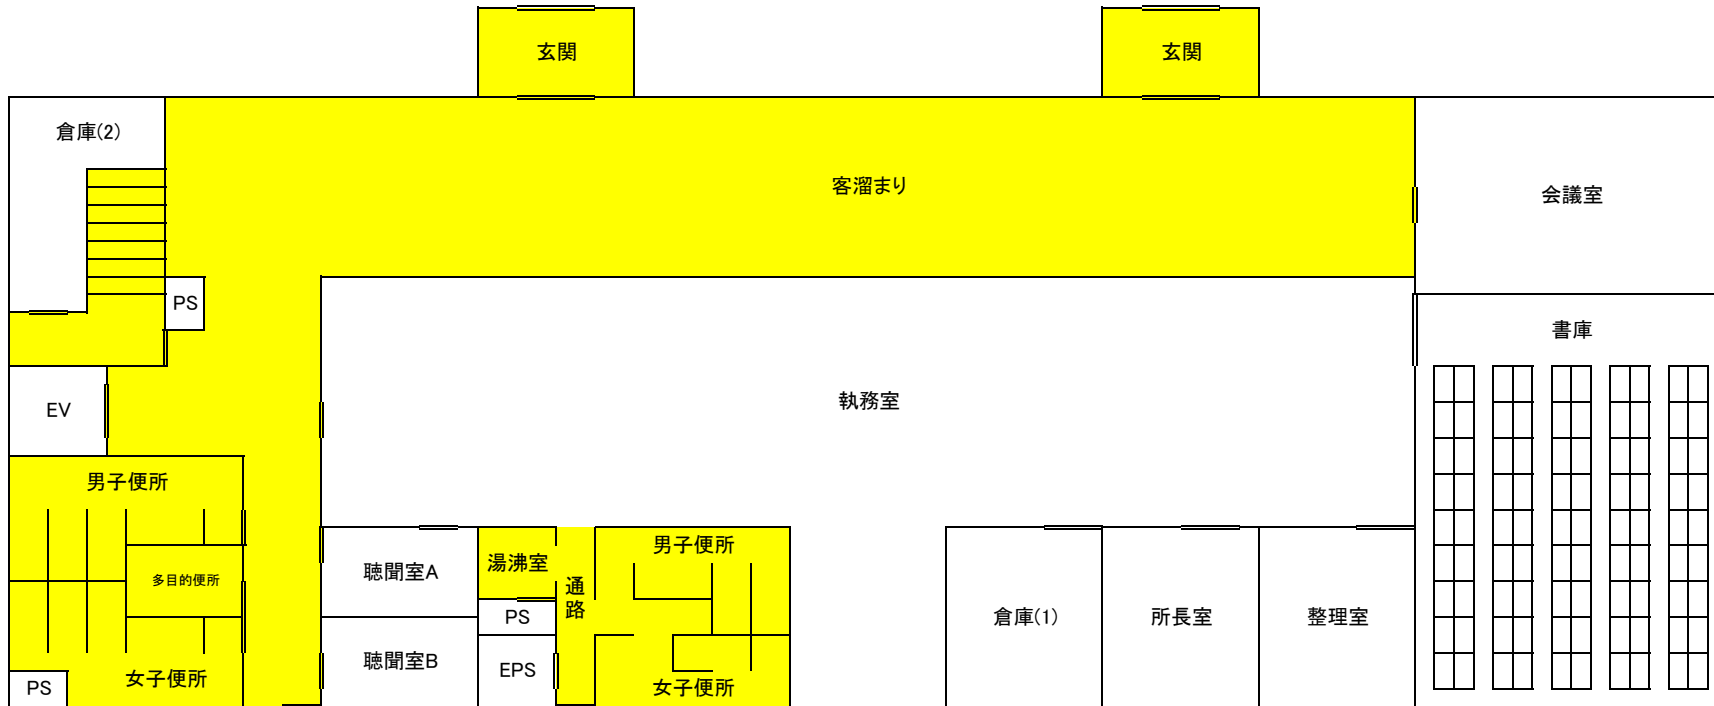 玄関
玄関
倉庫(2)
客溜まり
会議室
PS
書庫
EV
執務室
男子便所
男子便所
湯沸室
聴聞室A
多目的便所
通路
PS
倉庫(1)
所長室
整理室
聴聞室B
EPS
女子便所
PS
女子便所